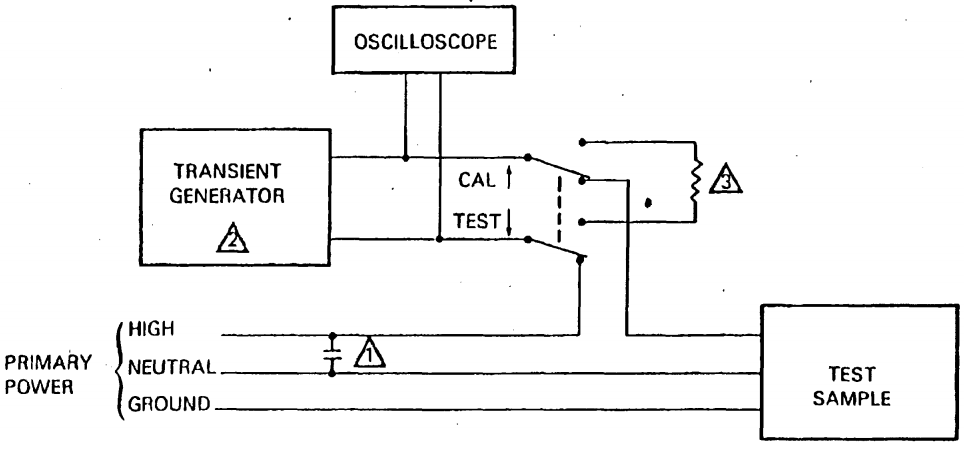 OSCILLOSCOPE
TRANSIENT
GENERATOR
2
CAL
TEST
3
HIGH
1
PRIMARY
POWER
NEUTRAL
GROUND
TEST
SAMPLE